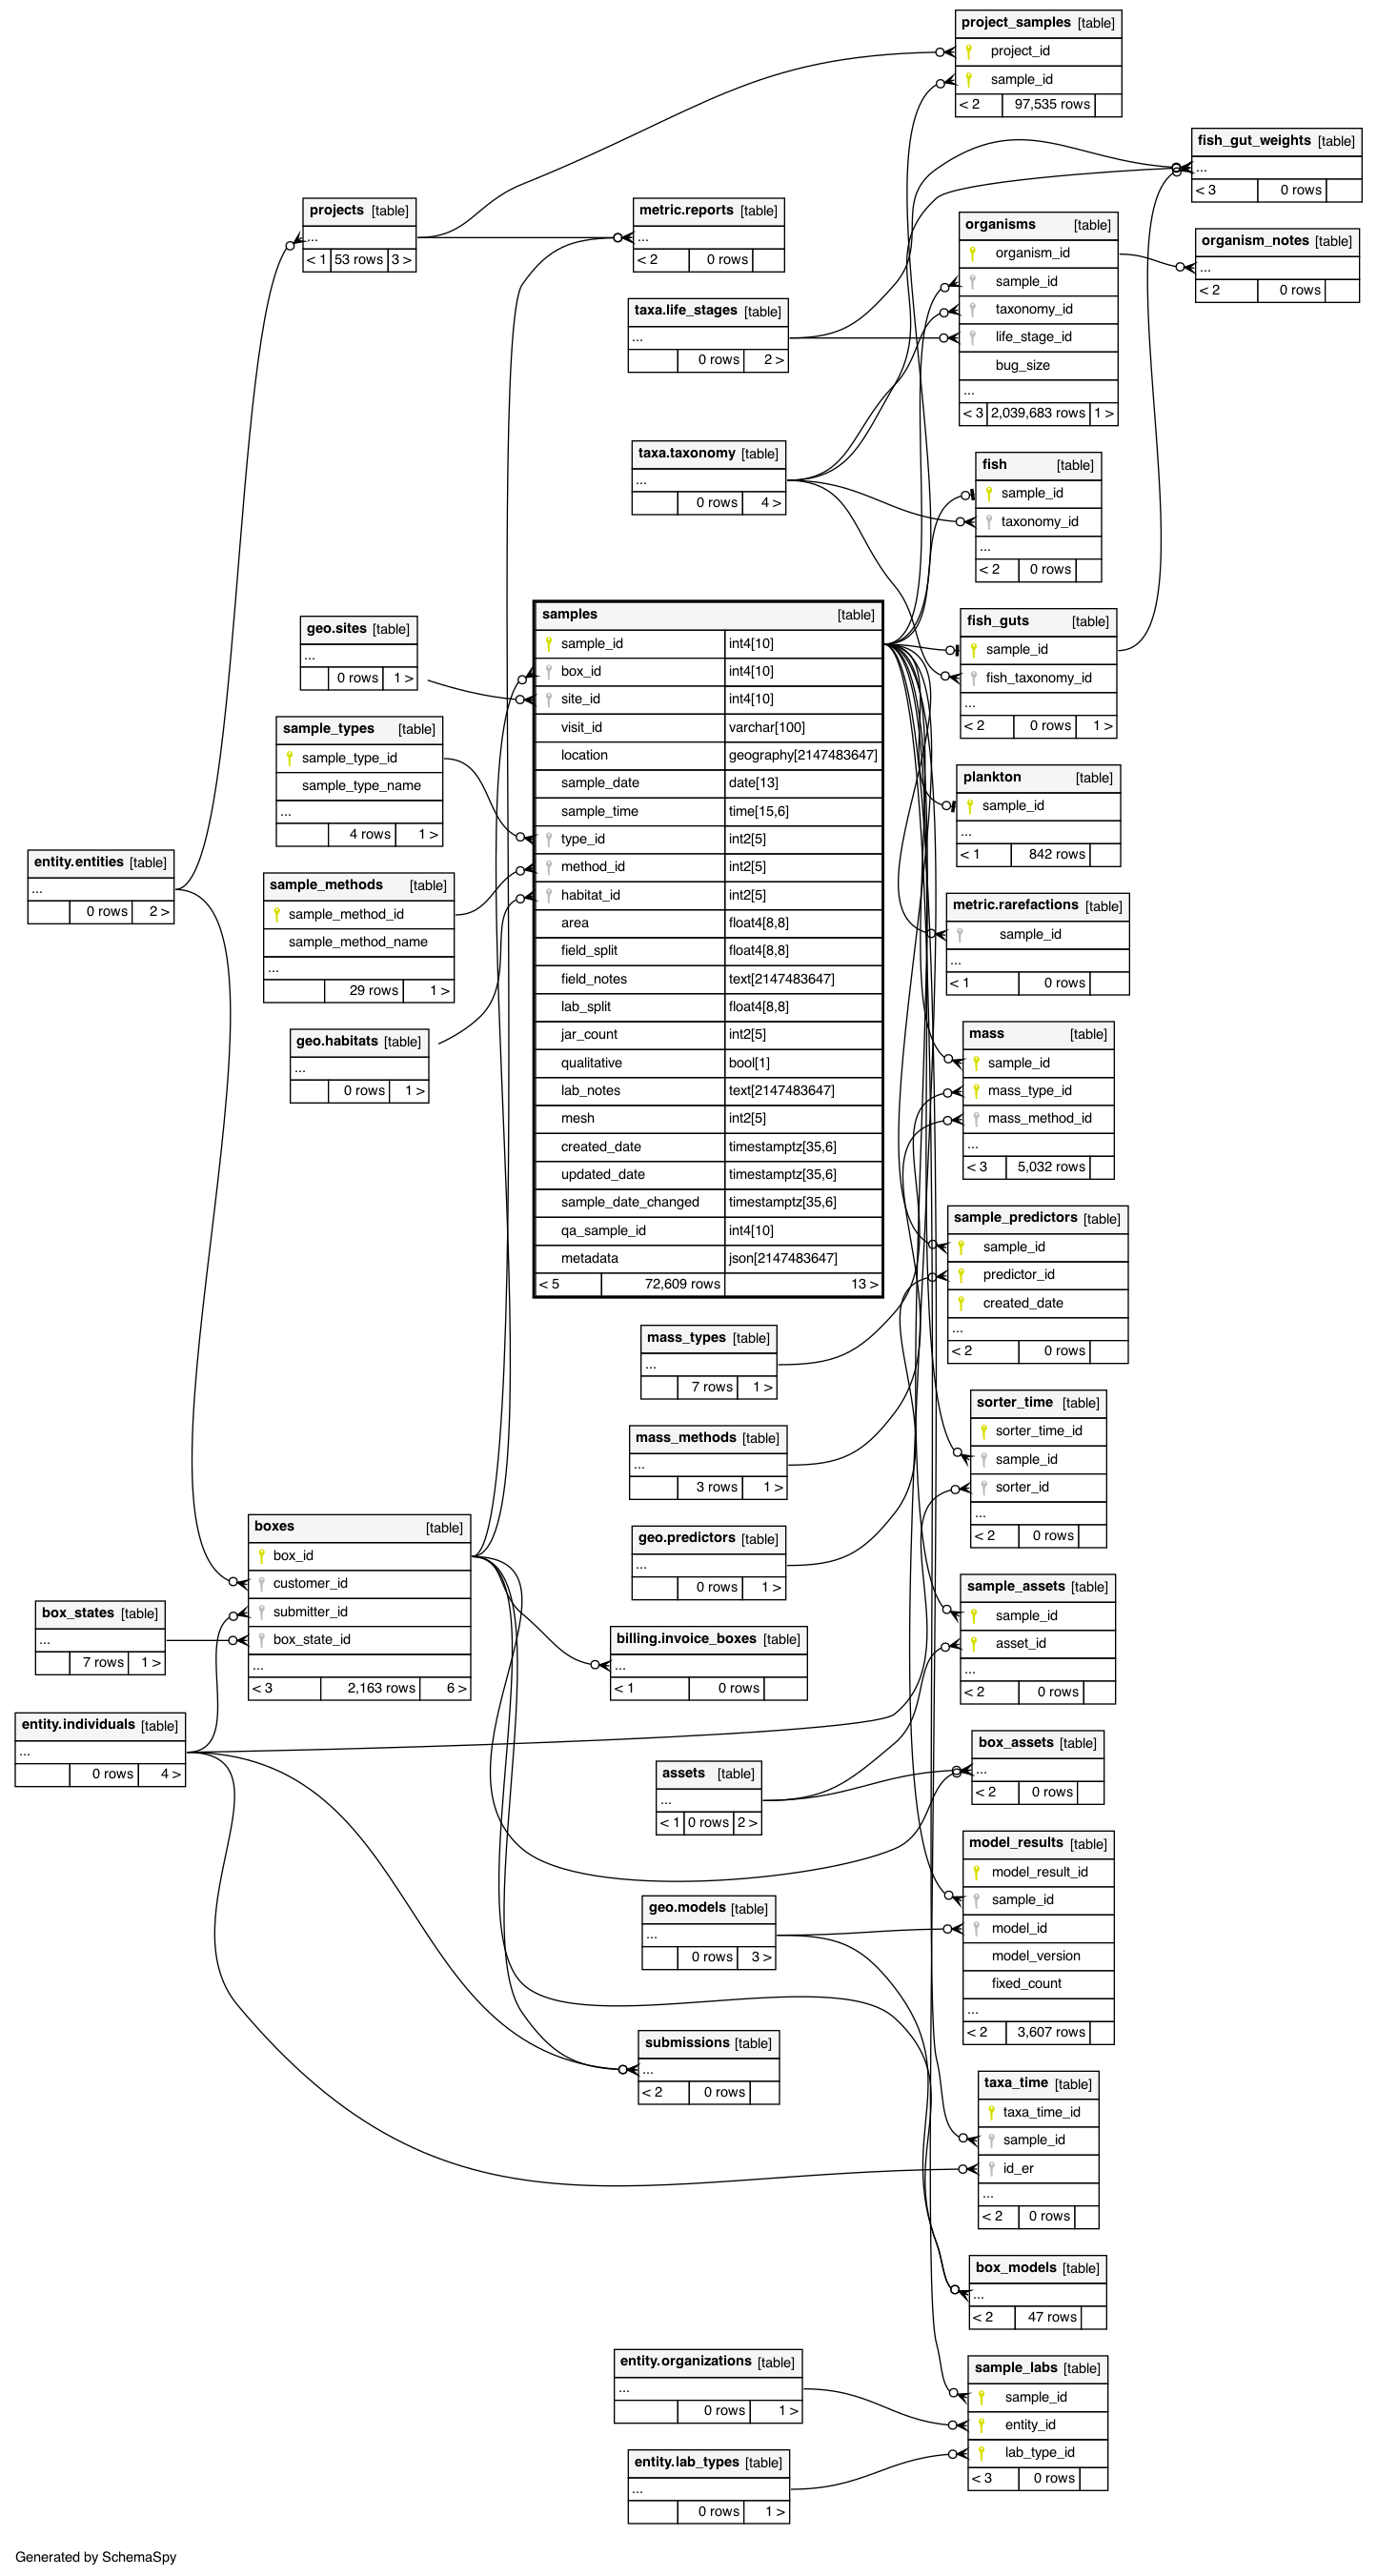 project_samples [table]
project_id
sample_id
< 2 97,535 rows
fish_gut_weights [table]
...
< 3 0 rows
projects [table]
...
< 1 53 rows 3 >
metric.reports [table]
...
< 2 0 rows
organisms [table]
organism_id
sample_id
taxonomy_id
life_stage_id
bug_size
...
< 3 2,039,683 rows 1 >
organism_notes [table]
...
< 2 0 rows
taxa.life_stages [table]
...
0 rows 2 >
taxa.taxonomy [table]
...
0 rows 4 >
fish [table]
sample_id
taxonomy_id
...
< 2 0 rows
samples [table]
sample_id int4[10]
box_id int4[10]
site_id int4[10]
visit_id varchar[100]
location geography[2147483647]
sample_date date[13]
sample_time time[15,6]
type_id int2[5]
method_id int2[5]
habitat_id int2[5]
area float4[8,8]
field_split float4[8,8]
field_notes text[2147483647]
lab_split float4[8,8]
jar_count int2[5]
qualitative bool[1]
lab_notes text[2147483647]
mesh int2[5]
created_date timestamptz[35,6]
updated_date timestamptz[35,6]
sample_date_changed timestamptz[35,6]
qa_sample_id int4[10]
metadata json[2147483647]
< 5 72,609 rows 13 >
fish_guts [table]
sample_id
fish_taxonomy_id
...
< 2 0 rows 1 >
geo.sites [table]
...
0 rows 1 >
sample_types [table]
sample_type_id
sample_type_name
...
4 rows 1 >
plankton [table]
sample_id
...
< 1 842 rows
entity.entities [table]
...
0 rows 2 >
sample_methods [table]
sample_method_id
sample_method_name
...
29 rows 1 >
metric.rarefactions [table]
sample_id
...
< 1 0 rows
geo.habitats [table]
...
0 rows 1 >
mass [table]
sample_id
mass_type_id
mass_method_id
...
< 3 5,032 rows
sample_predictors [table]
sample_id
predictor_id
created_date
...
< 2 0 rows
mass_types [table]
...
7 rows 1 >
mass_methods [table]
...
3 rows 1 >
sorter_time [table]
sorter_time_id
sample_id
sorter_id
...
< 2 0 rows
boxes [table]
box_id
customer_id
submitter_id
box_state_id
...
< 3 2,163 rows 6 >
geo.predictors [table]
...
0 rows 1 >
sample_assets [table]
sample_id
asset_id
...
< 2 0 rows
box_states [table]
...
7 rows 1 >
billing.invoice_boxes [table]
...
< 1 0 rows
entity.individuals [table]
...
0 rows 4 >
box_assets [table]
...
< 2 0 rows
assets [table]
...
< 1 0 rows 2 >
model_results [table]
model_result_id
sample_id
model_id
model_version
fixed_count
...
< 2 3,607 rows
geo.models [table]
...
0 rows 3 >
submissions [table]
...
< 2 0 rows
taxa_time [table]
taxa_time_id
sample_id
id_er
...
< 2 0 rows
box_models [table]
...
< 2 47 rows
entity.organizations [table]
...
0 rows 1 >
sample_labs [table]
sample_id
entity_id
lab_type_id
< 3 0 rows
entity.lab_types [table]
...
0 rows 1 >
Generated by SchemaSpy